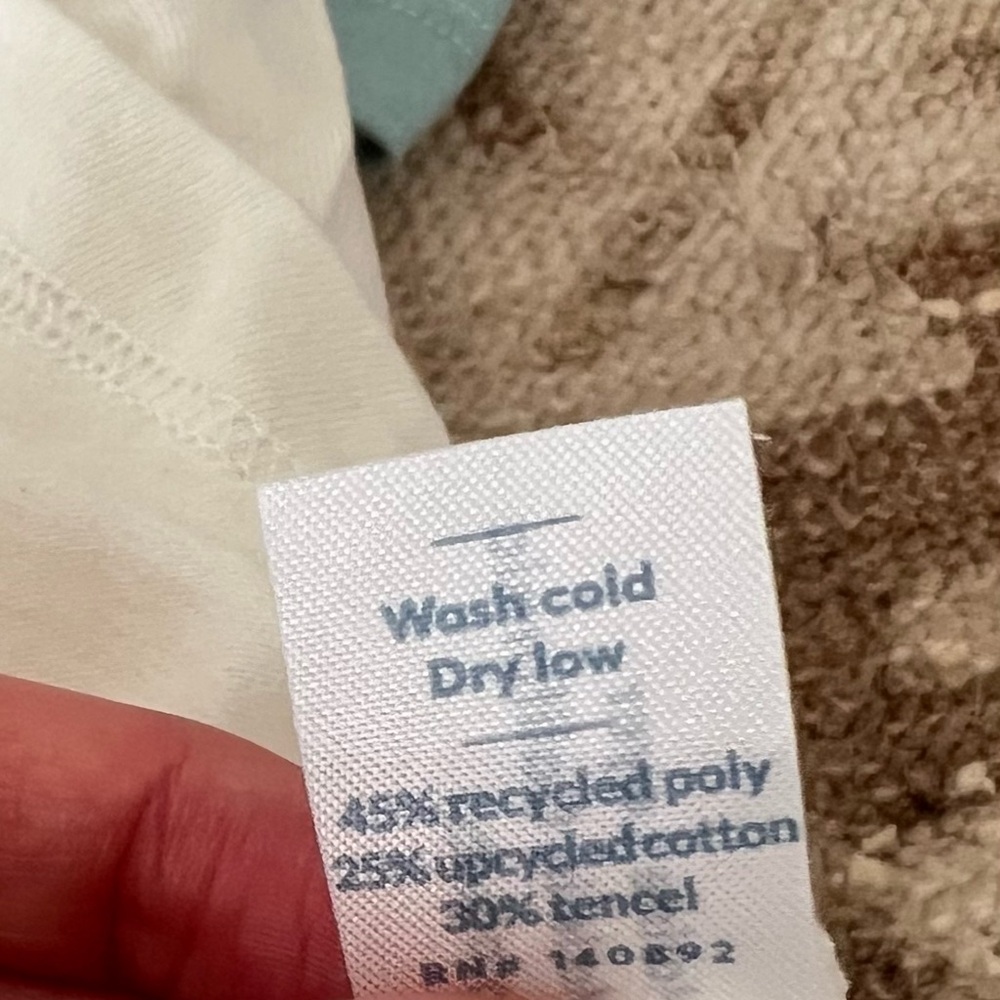 Wash cold
Dry low
45% recycled poly
25% upcycled cotton
30% tencel
RN# 140892